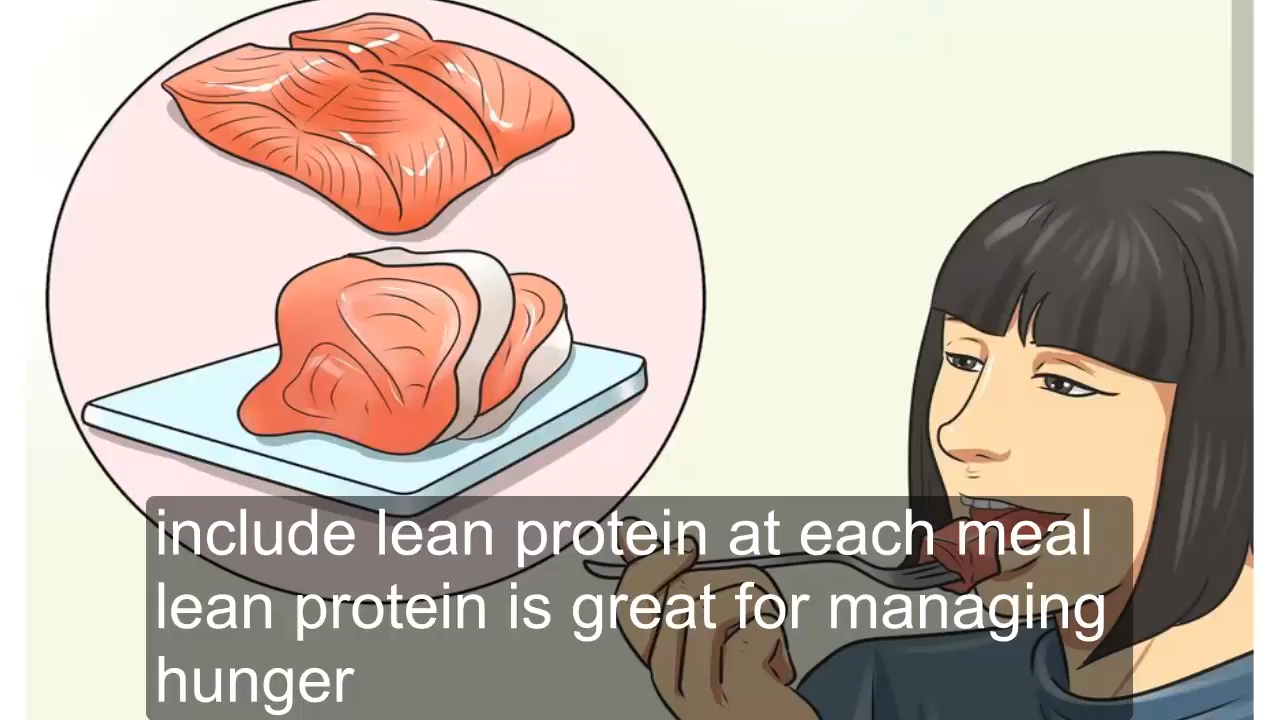 include lean protein at each meal
lean protein is great for managing
hunger